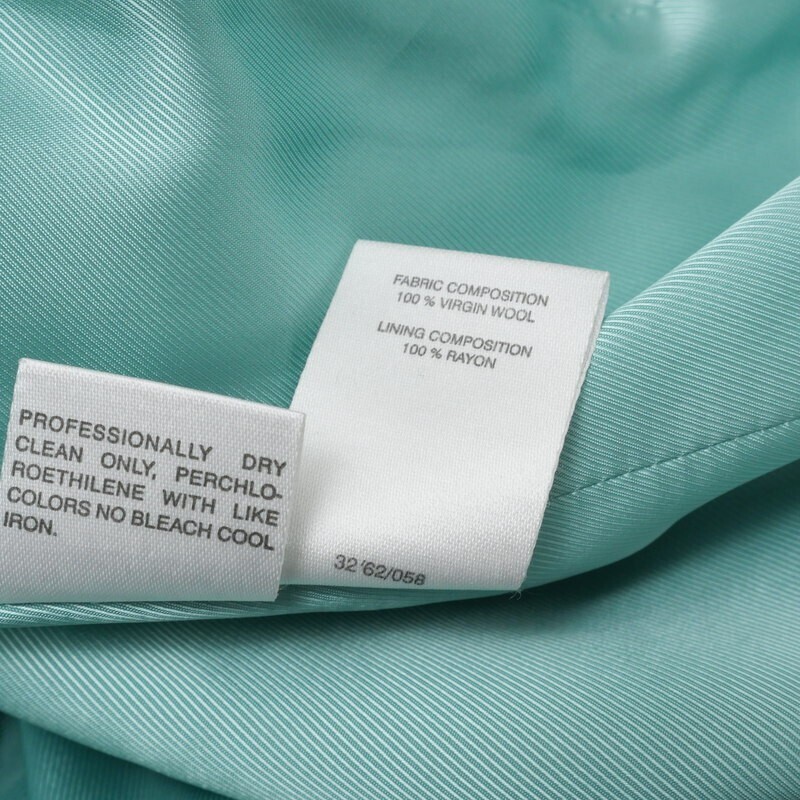 FABRIC COMPOSITION
100 % VIRGIN WOOL
LINING COMPOSITION
100 % RAYON
32 '62/058
PROFESSIONALLY DRY
CLEAN ONLY, PERCHLO-
ROETHILENE WITH LIKE
COLORS NO BLEACH COOL
IRON.